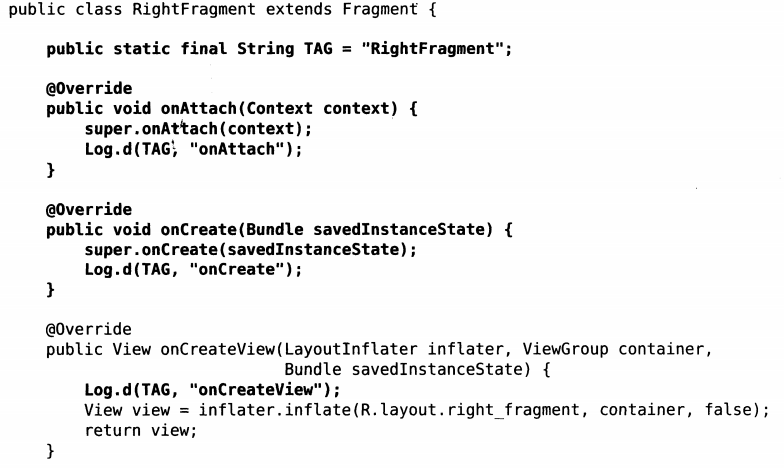 public class RightFragment extends Fragment {
    public static final String TAG = "RightFragment";
    @Override
    public void onAttach(Context context) {
        super.onAttach(context);
        Log.d(TAG, "onAttach");
    }
    @Override
    public void onCreate(Bundle savedInstanceState) {
        super.onCreate(savedInstanceState);
        Log.d(TAG, "onCreate");
    }
    @Override
    public View onCreateView(LayoutInflater inflater, ViewGroup container,
                             Bundle savedInstanceState) {
        Log.d(TAG, "onCreateView");
        View view = inflater.inflate(R.layout.right_fragment, container, false);
        return view;
    }